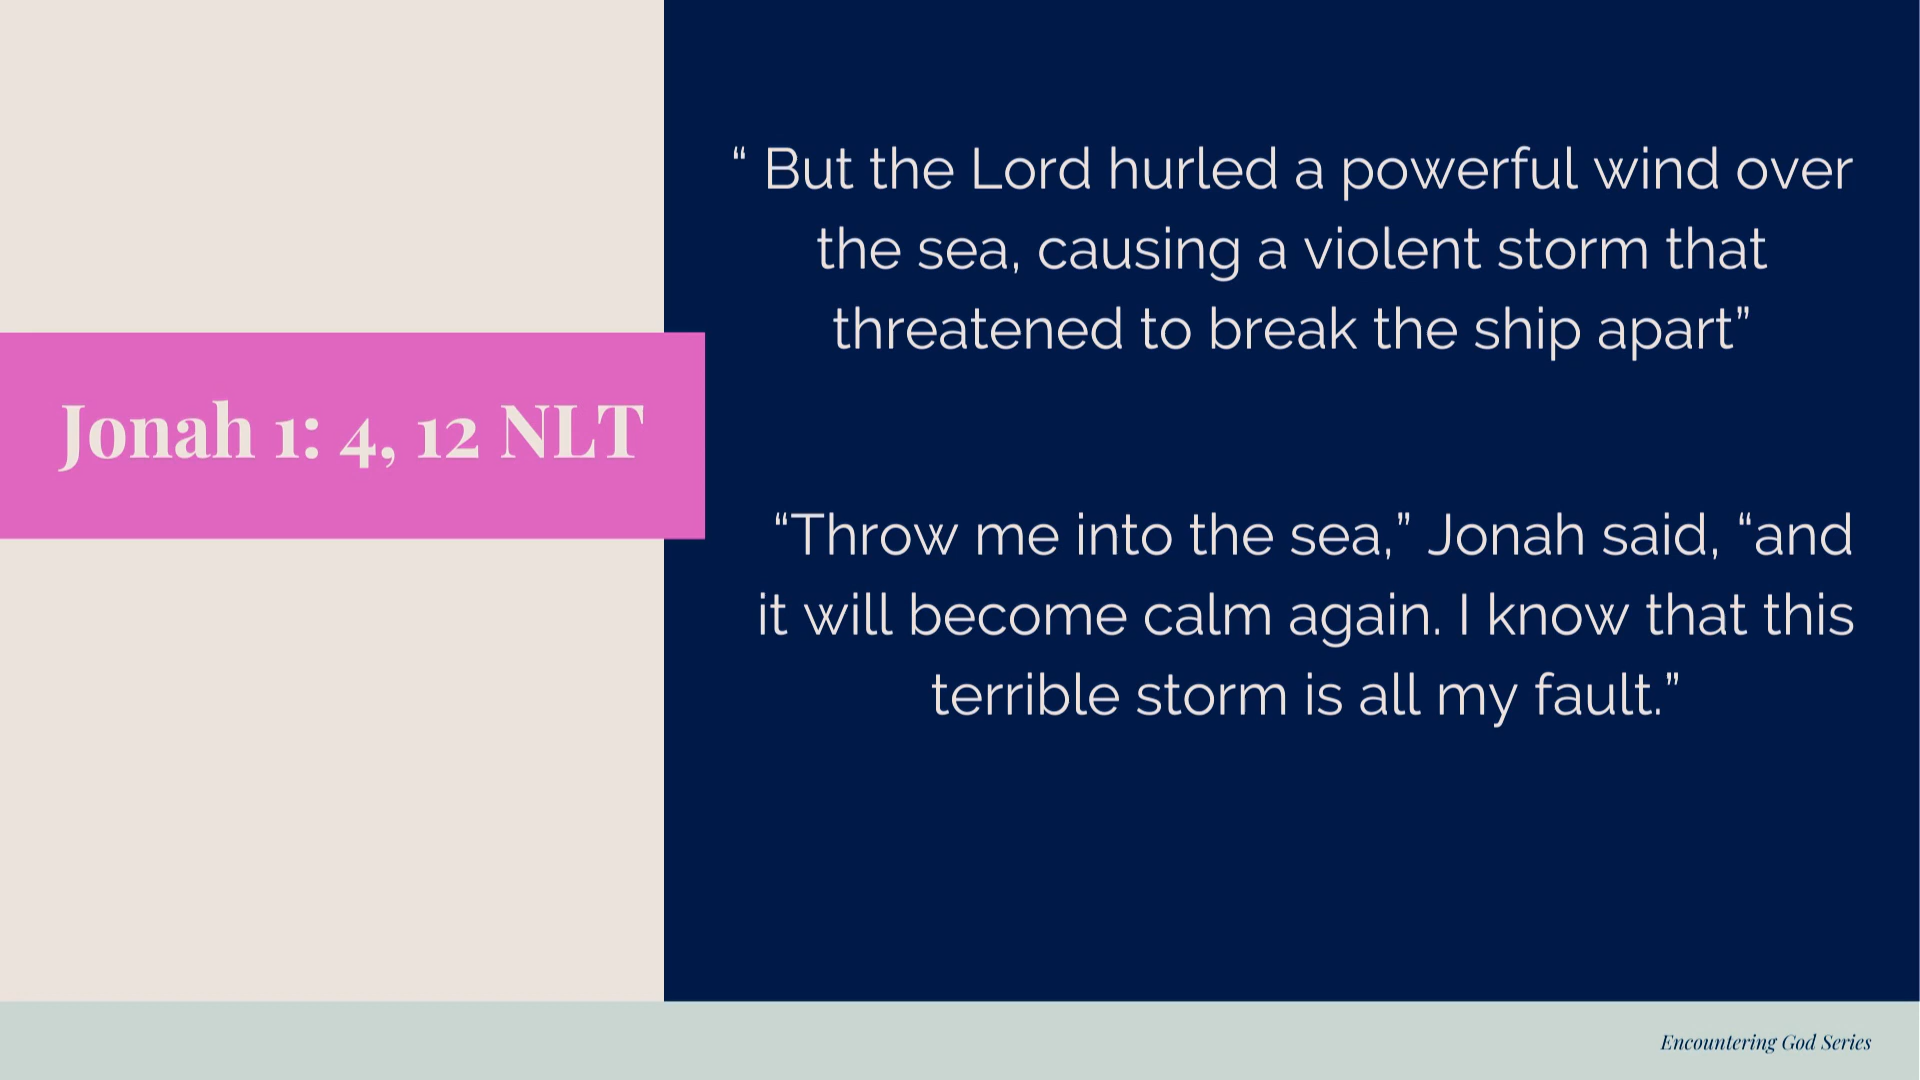 Jonah 1: 4, 12 NLT
“ But the Lord hurled a powerful wind over
the sea, causing a violent storm that
threatened to break the ship apart”
“Throw me into the sea,” Jonah said, “and
it will become calm again. I know that this
terrible storm is all my fault.”
Encountering God Series